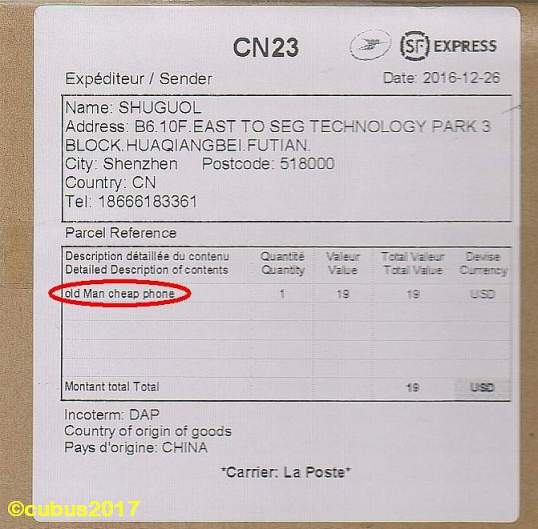 CN23 SF EXPRESS
Expéditeur / Sender Date: 2016-12-26
Name: SHUGUOL
Address: B6.10F.EAST TO SEG TECHNOLOGY PARK 3
BLOCK.HUAQIANGBEI.FUTIAN.
City: Shenzhen Postcode: 518000
Country: CN
Tel: 18666183361
Parcel Reference
Description détaillée du contenu Quantité Valeur Total Valeur Devise
Detailed Description of contents Quantity Value Total Value Currency
old Man cheap phone 1 19 19 USD
Montant total Total 19 USD
Incoterm: DAP
Country of origin of goods
Pays d'origine: CHINA
*Carrier: La Poste*
©cubus2017